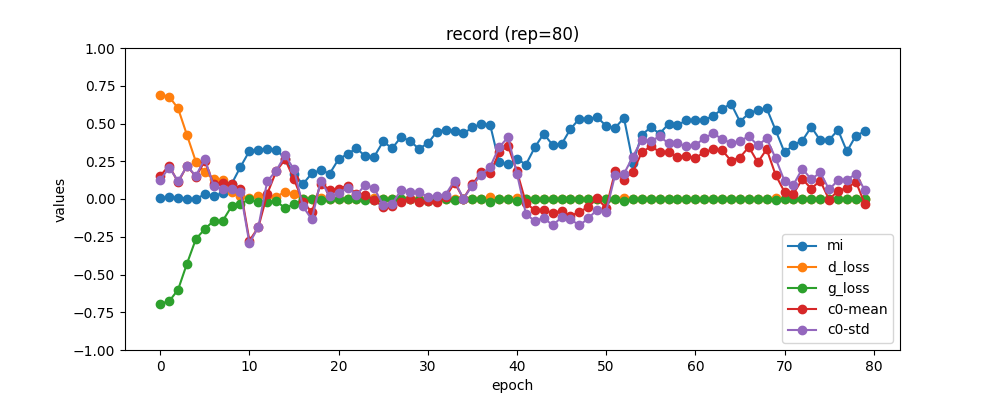 record (rep=80)
values
1.00
0.75
0.50
0.25
0.00
−0.25
−0.50
−0.75
−1.00
mi
d_loss
g_loss
c0-mean
c0-std
0 10 20 30 40 50 60 70 80
epoch